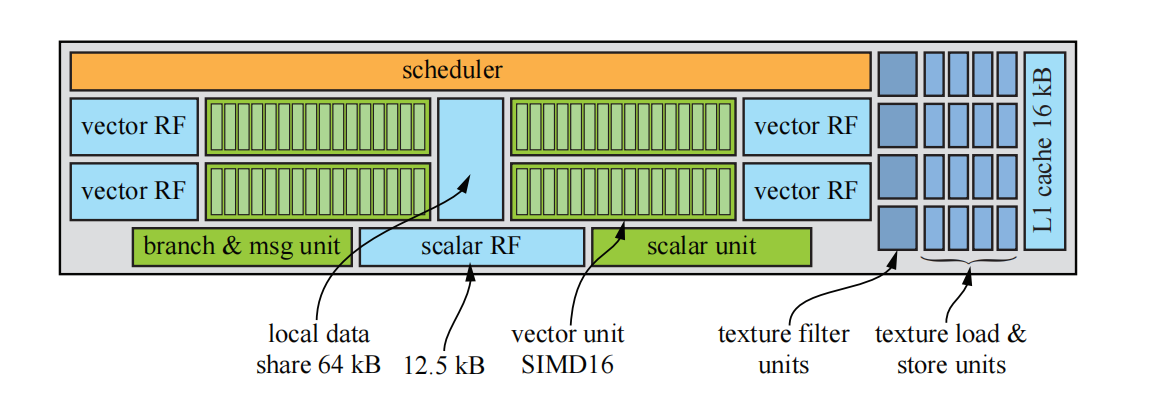 scheduler
vector RF
vector RF
vector RF
vector RF
branch & msg unit
scalar RF
scalar unit
L1 cache 16 kB
local data
share 64 kB
12.5 kB
vector unit
SIMD16
texture filter
units
texture load &
store units